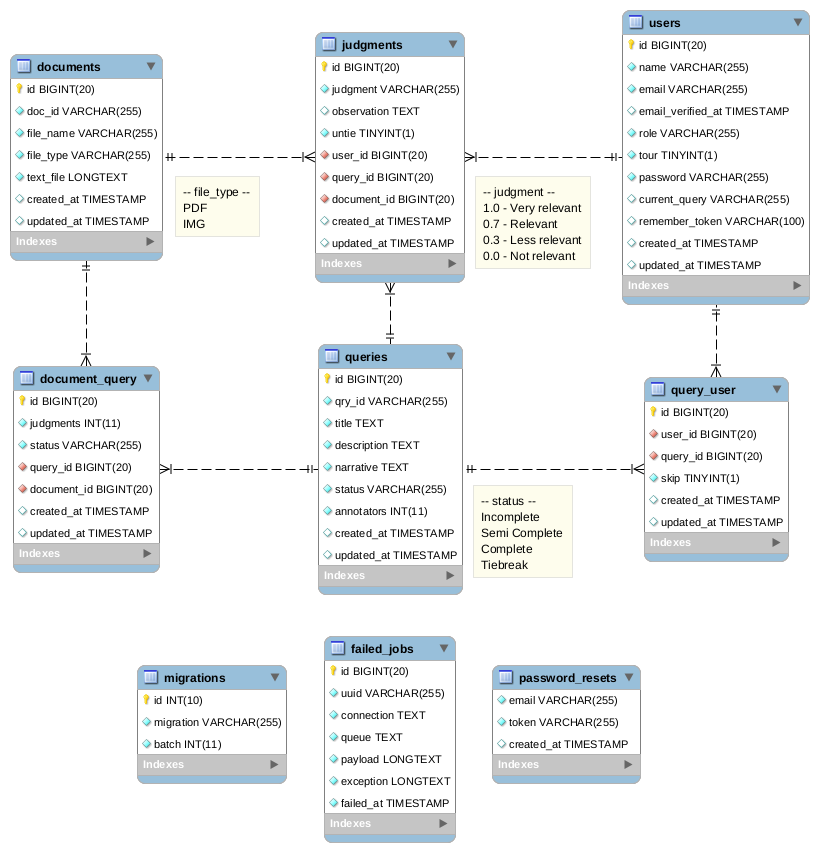 documents
id BIGINT(20)
doc_id VARCHAR(255)
file_name VARCHAR(255)
file_type VARCHAR(255)
text_file LONGTEXT
created_at TIMESTAMP
updated_at TIMESTAMP
Indexes
-- file_type --
PDF
IMG
judgments
id BIGINT(20)
judgment VARCHAR(255)
observation TEXT
untie TINYINT(1)
user_id BIGINT(20)
query_id BIGINT(20)
document_id BIGINT(20)
created_at TIMESTAMP
updated_at TIMESTAMP
Indexes
-- judgment --
1.0 - Very relevant
0.7 - Relevant
0.3 - Less relevant
0.0 - Not relevant
users
id BIGINT(20)
name VARCHAR(255)
email VARCHAR(255)
email_verified_at TIMESTAMP
role VARCHAR(255)
tour TINYINT(1)
password VARCHAR(255)
current_query VARCHAR(255)
remember_token VARCHAR(100)
created_at TIMESTAMP
updated_at TIMESTAMP
Indexes
document_query
id BIGINT(20)
judgments INT(11)
status VARCHAR(255)
query_id BIGINT(20)
document_id BIGINT(20)
created_at TIMESTAMP
updated_at TIMESTAMP
Indexes
queries
id BIGINT(20)
qry_id VARCHAR(255)
title TEXT
description TEXT
narrative TEXT
status VARCHAR(255)
annotators INT(11)
created_at TIMESTAMP
updated_at TIMESTAMP
Indexes
-- status --
Incomplete
Semi Complete
Complete
Tiebreak
query_user
id BIGINT(20)
user_id BIGINT(20)
query_id BIGINT(20)
skip TINYINT(1)
created_at TIMESTAMP
updated_at TIMESTAMP
Indexes
migrations
id INT(10)
migration VARCHAR(255)
batch INT(11)
Indexes
failed_jobs
id BIGINT(20)
uuid VARCHAR(255)
connection TEXT
queue TEXT
payload LONGTEXT
exception LONGTEXT
failed_at TIMESTAMP
Indexes
password_resets
email VARCHAR(255)
token VARCHAR(255)
created_at TIMESTAMP
Indexes